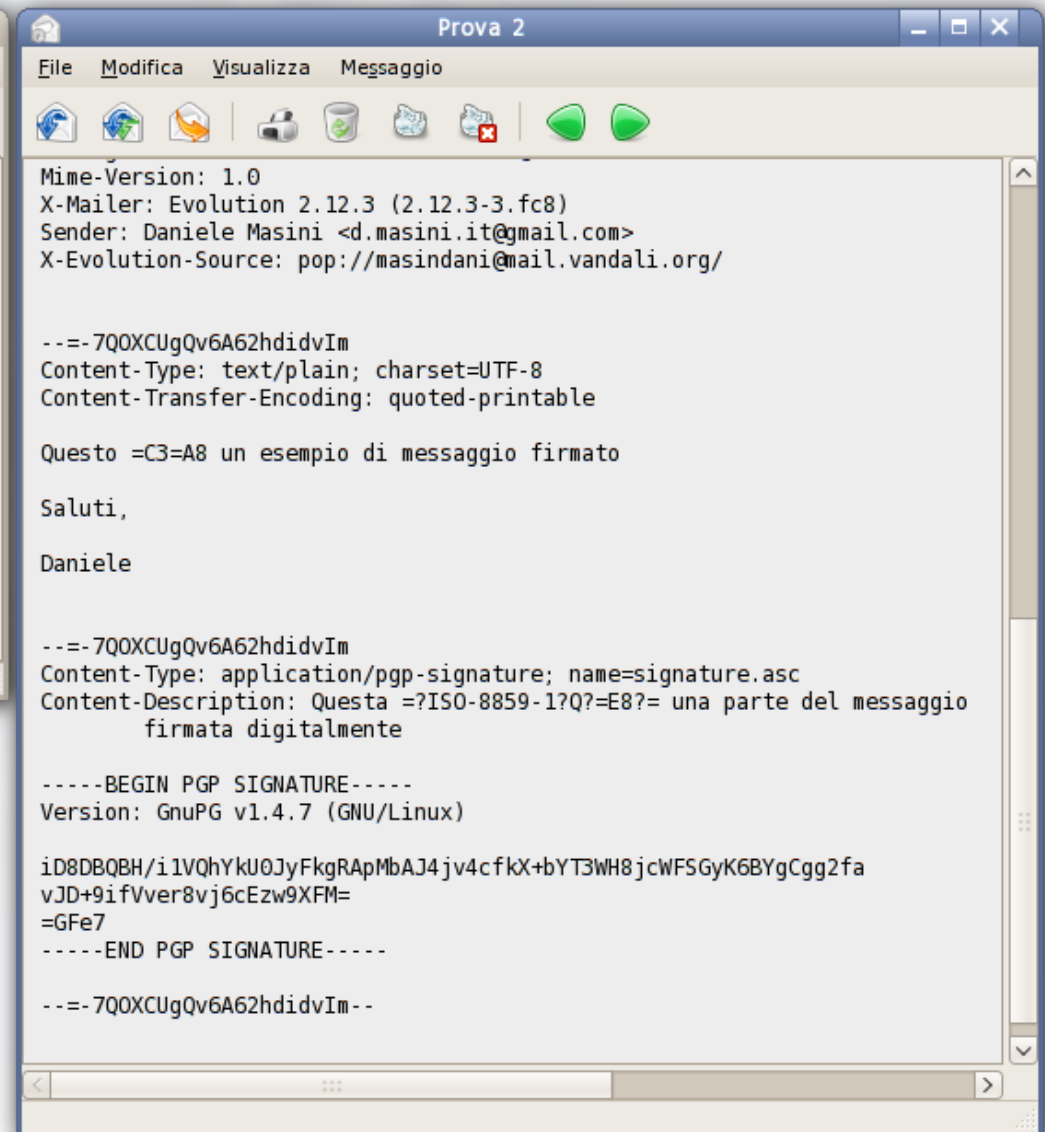 Prova 2
File Modifica Visualizza Messaggio
Mime-Version: 1.0
X-Mailer: Evolution 2.12.3 (2.12.3-3.fc8)
Sender: Daniele Masini <d.masini.it@gmail.com>
X-Evolution-Source: pop://masindani@mail.vandali.org/
--=-7QOXCUgQv6A62hdidvIm
Content-Type: text/plain; charset=UTF-8
Content-Transfer-Encoding: quoted-printable
Questo =C3=A8 un esempio di messaggio firmato
Saluti,
Daniele
--=-7QOXCUgQv6A62hdidvIm
Content-Type: application/pgp-signature; name=signature.asc
Content-Description: Questa =?ISO-8859-1?Q?=E8?= una parte del messaggio
firmata digitalmente
-----BEGIN PGP SIGNATURE-----
Version: GnuPG v1.4.7 (GNU/Linux)
iD8DBQBH/i1VQhYkU0JyFkgRApMbAJ4jv4cfkX+bYT3WH8jcWFSGyK6BYgCgg2fa
vJD+9ifVver8vj6cEzw9XFM=
=GFe7
-----END PGP SIGNATURE-----
--=-7QOXCUgQv6A62hdidvIm--